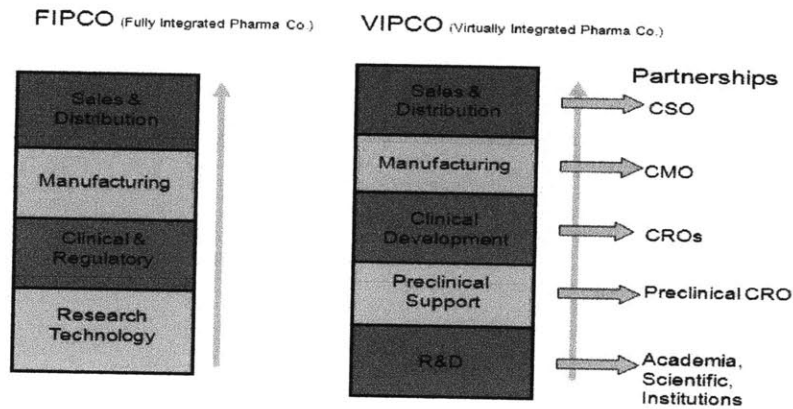 FIPCO (Fully Integrated Pharma Co.)
Sales &
Distribution
Manufacturing
Clinical &
Regulatory
Research
Technology
VIPCO (Virtually Integrated Pharma Co.)
Sales &
Distribution
Manufacturing
Clinical
Development
Preclinical
Support
R&D
Partnerships
CSO
CMO
CROs
Preclinical CRO
Academia,
Scientific,
Institutions